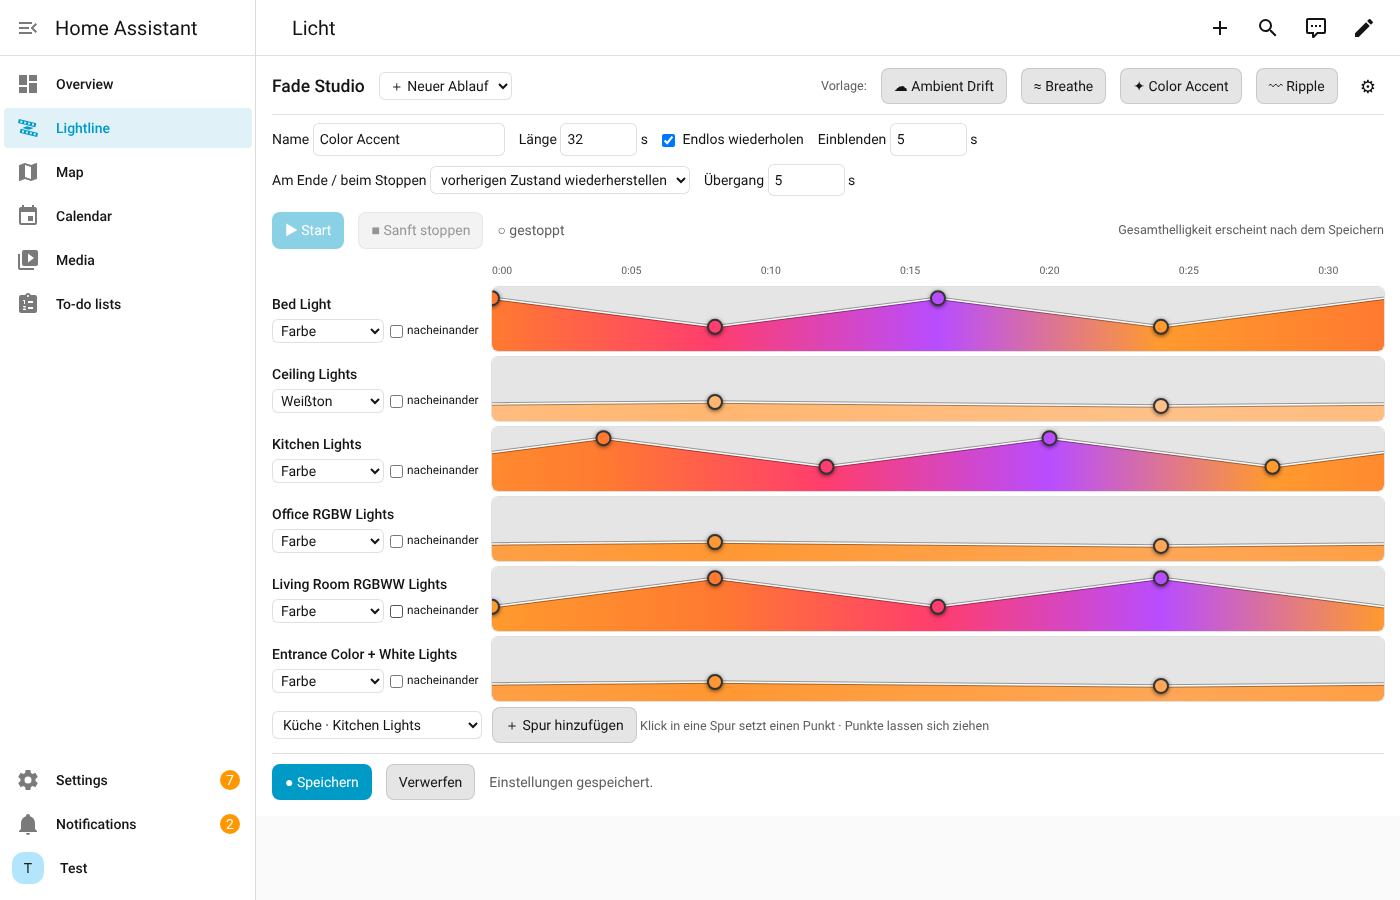 Home Assistant
Licht
Overview
Lightline
Map
Calendar
Media
To-do lists
Settings 7
Notifications 2
T Test
Fade Studio + Neuer Ablauf Vorlage: ☁ Ambient Drift ≈ Breathe ✦ Color Accent 〰 Ripple ⚙
Name Color Accent Länge 32 s Endlos wiederholen Einblenden 5 s
Am Ende / beim Stoppen vorherigen Zustand wiederherstellen Übergang 5 s
▶ Start ■ Sanft stoppen ○ gestoppt Gesamthelligkeit erscheint nach dem Speichern
0:00 0:05 0:10 0:15 0:20 0:25 0:30
Bed Light
Farbe nacheinander
Ceiling Lights
Weißton nacheinander
Kitchen Lights
Farbe nacheinander
Office RGBW Lights
Farbe nacheinander
Living Room RGBWW Lights
Farbe nacheinander
Entrance Color + White Lights
Farbe nacheinander
Küche · Kitchen Lights + Spur hinzufügen Klick in eine Spur setzt einen Punkt · Punkte lassen sich ziehen
● Speichern Verwerfen Einstellungen gespeichert.